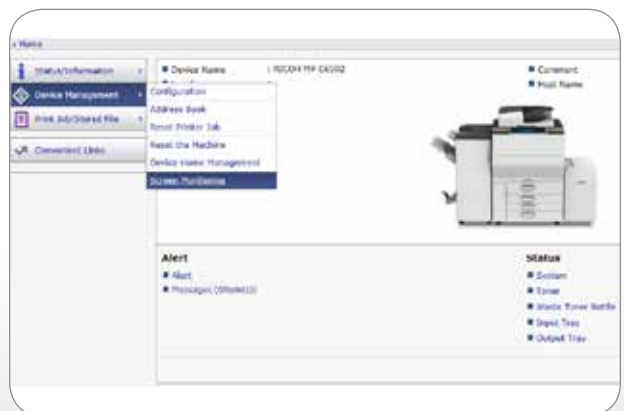 Home
Status/Information
Device Management
Print Job/Stored File
Convenient Links
Configuration
Address Book
Reset Printer Job
Reset the Machine
Device Home Management
Screen Monitoring
Device Name : RICOH MP C6502
Comment
Host Name
Alert
Alert
Messages
Status
System
Toner
Waste Toner Bottle
Input Tray
Output Tray